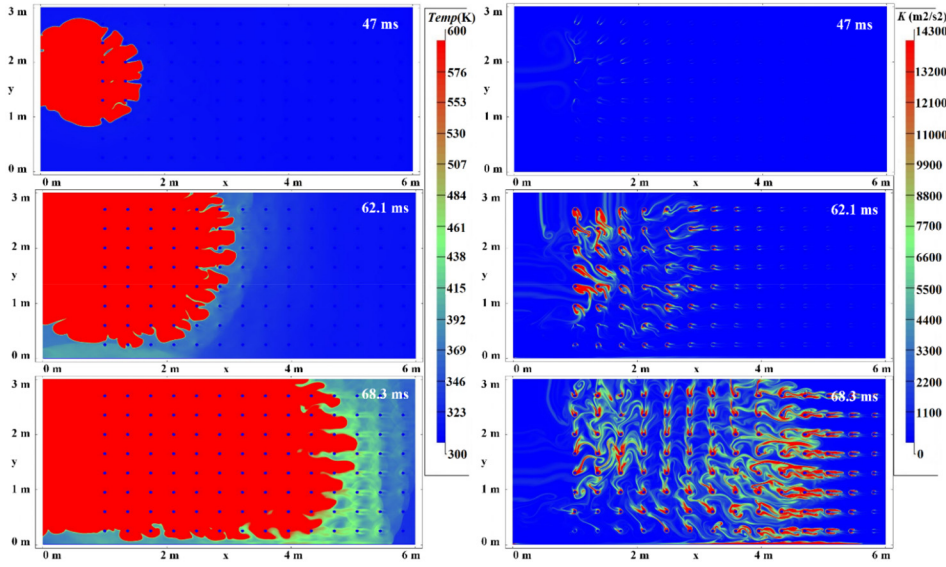 3 m
2 m
y
1 m
0 m
0 m
2 m
x
4 m
6 m
47 ms
Temp(K)
600
576
553
530
507
484
461
438
415
392
369
346
323
300
3 m
2 m
y
1 m
0 m
0 m
2 m
x
4 m
6 m
47 ms
K (m2/s2)
14300
13200
12100
11000
9900
8800
7700
6600
5500
4400
3300
2200
1100
0
3 m
2 m
y
1 m
0 m
0 m
2 m
x
4 m
6 m
62.1 ms
3 m
2 m
y
1 m
0 m
0 m
2 m
x
4 m
6 m
62.1 ms
3 m
2 m
y
1 m
0 m
0 m
2 m
x
4 m
6 m
68.3 ms
3 m
2 m
y
1 m
0 m
0 m
2 m
x
4 m
6 m
68.3 ms